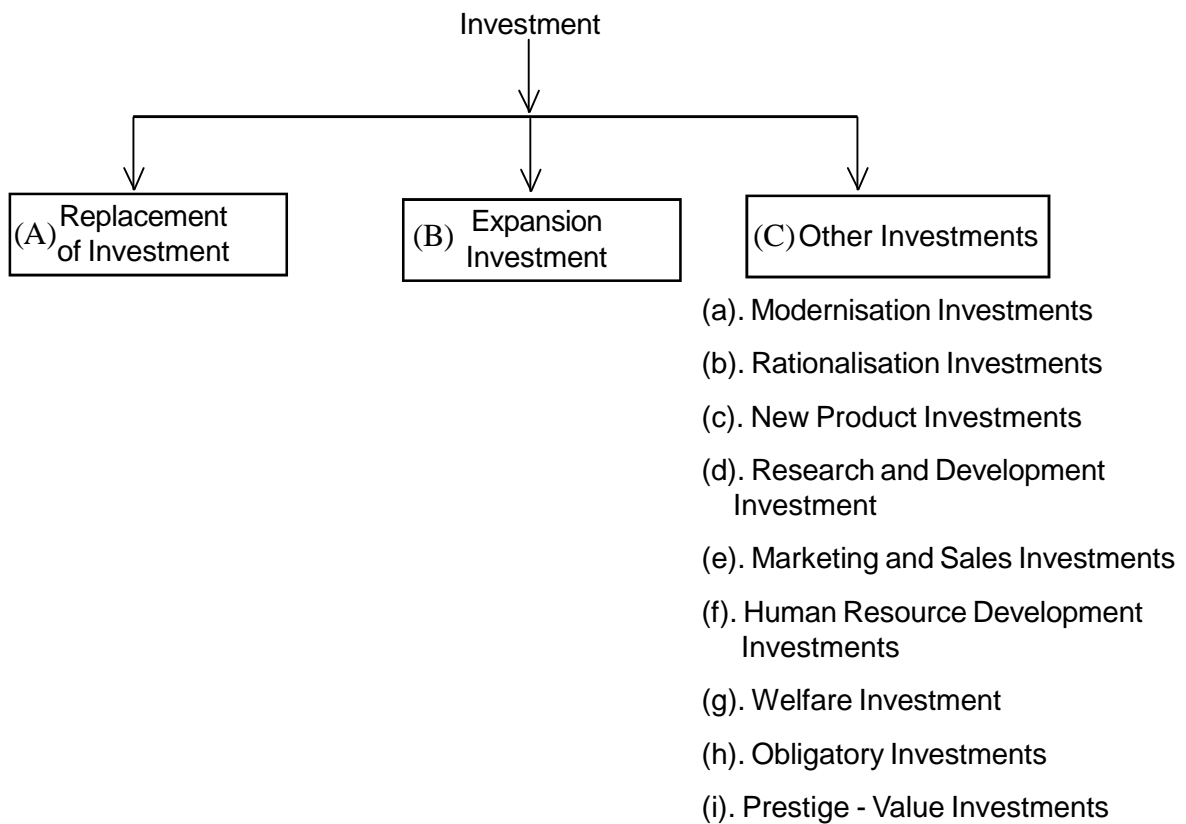 Investment
(A) Replacement
of Investment
(B) Expansion
Investment
(C) Other Investments
(a). Modernisation Investments
(b). Rationalisation Investments
(c). New Product Investments
(d). Research and Development
Investment
(e). Marketing and Sales Investments
(f). Human Resource Development
Investments
(g). Welfare Investment
(h). Obligatory Investments
(i). Prestige - Value Investments